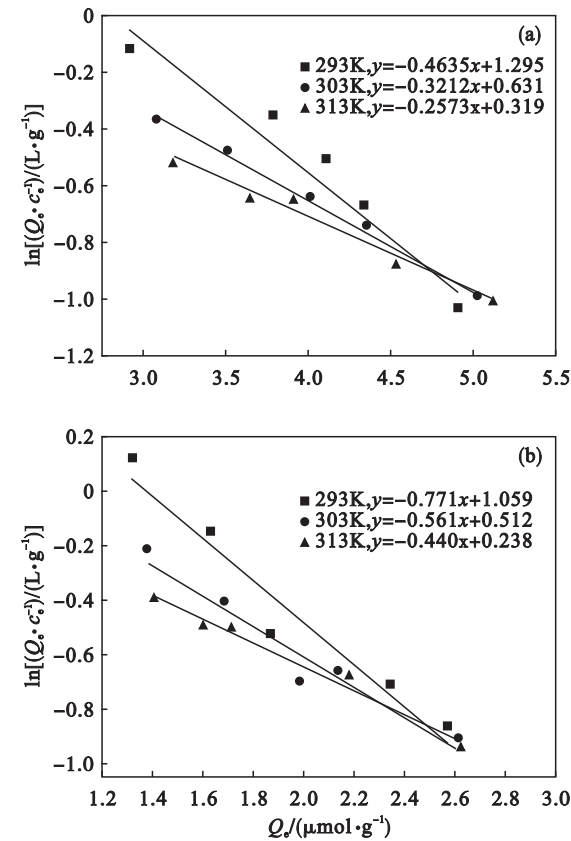 0
(a)
■ 293K,y=−0.4635x+1.295
−0.2
● 303K,y=−0.3212x+0.631
▲ 313K,y=−0.2573x+0.319
−0.4
−0.6
−0.8
−1.0
−1.2
ln[(Qₑ·cₑ⁻¹)/(L·g⁻¹)]
3.0 3.5 4.0 4.5 5.0 5.5
0.2
(b)
0
■ 293K,y=−0.771x+1.059
● 303K,y=−0.561x+0.512
−0.2
▲ 313K,y=−0.440x+0.238
−0.4
−0.6
−0.8
−1.0
ln[(Qₑ·cₑ⁻¹)/(L·g⁻¹)]
1.2 1.4 1.6 1.8 2.0 2.2 2.4 2.6 2.8 3.0
Qₑ/(μmol·g⁻¹)